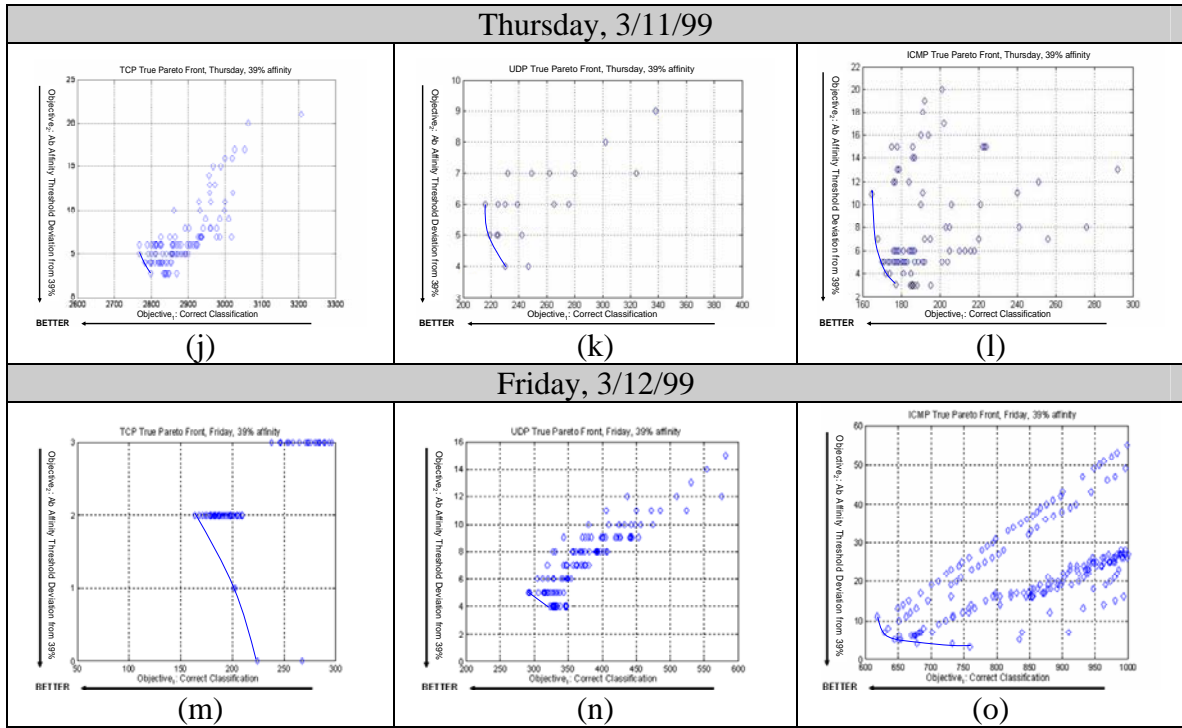 Thursday, 3/11/99
TCP True Pareto Front, Thursday, 39% affinity
Objective2: Ab Affinity Threshold Deviation from 39%
25
20
15
10
5
0
2600 2700 2800 2900 3000 3100 3200 3300
Objective1: Correct Classification
BETTER
(j)
UDP True Pareto Front, Thursday, 39% affinity
Objective2: Ab Affinity Threshold Deviation from 39%
10
9
8
7
6
5
4
3
200 220 240 260 280 300 320 340 360 380 400
Objective1: Correct Classification
BETTER
(k)
ICMP True Pareto Front, Thursday, 39% affinity
Objective2: Ab Affinity Threshold Deviation from 39%
22
20
18
16
14
12
10
8
6
4
2
160 180 200 220 240 260 280 300
Objective1: Correct Classification
BETTER
(l)
Friday, 3/12/99
TCP True Pareto Front, Friday, 39% affinity
Objective2: Ab Affinity Threshold Deviation from 39%
3
2
1
0
50 100 150 200 250 300
Objective1: Correct Classification
BETTER
(m)
UDP True Pareto Front, Friday, 39% affinity
Objective2: Ab Affinity Threshold Deviation from 39%
16
14
12
10
8
6
4
2
0
200 250 300 350 400 450 500 550 600
Objective1: Correct Classification
BETTER
(n)
ICMP True Pareto Front, Friday, 39% affinity
Objective2: Ab Affinity Threshold Deviation from 39%
60
50
40
30
20
10
0
600 650 700 750 800 850 900 950 1000
Objective1: Correct Classification
BETTER
(o)